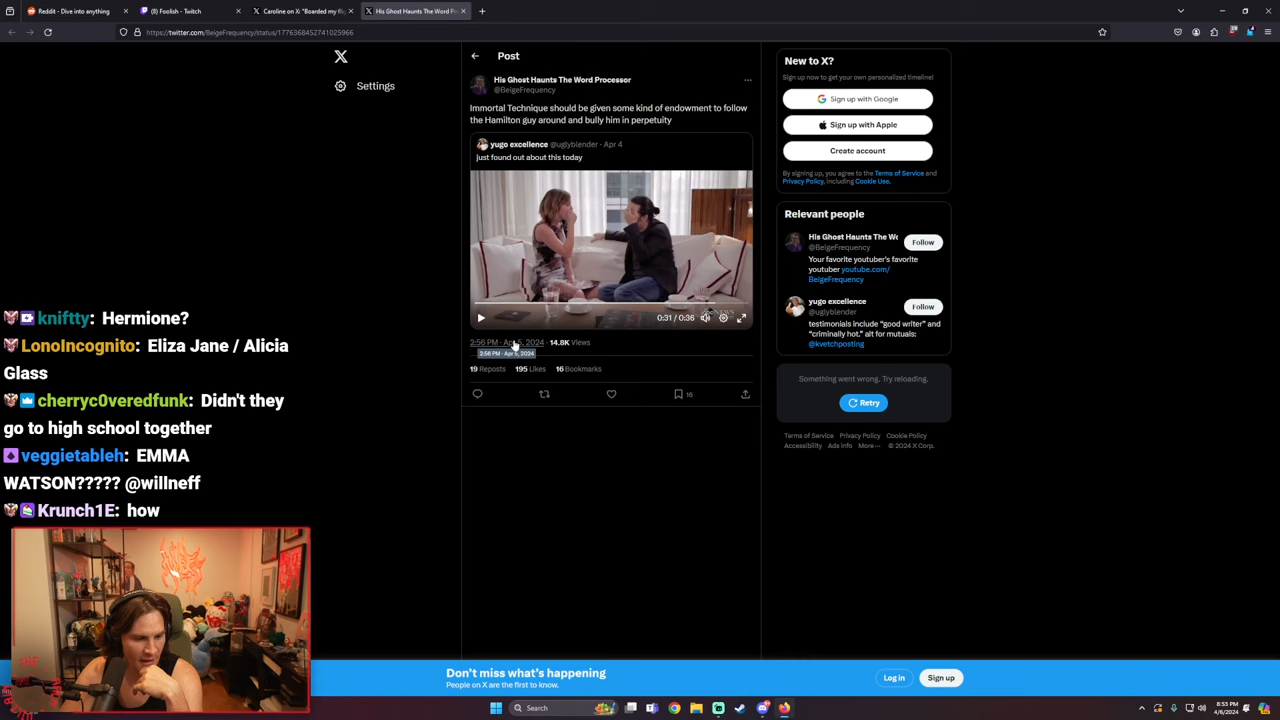 Reddit - Dive into anything
(8) Foolish - Twitch
Caroline on X: "Boarded my fli
His Ghost Haunts The Word Pr
https://twitter.com/BeigeFrequency/status/1776368452741025966
Settings
Post
His Ghost Haunts The Word Processor
@BeigeFrequency
Immortal Technique should be given some kind of endowment to follow
the Hamilton guy around and bully him in perpetuity
yugo excellence @uglyblender · Apr 4
just found out about this today
0:31 / 0:36
2:56 PM · Apr 5, 2024 · 14.8K Views
2:56 PM · Apr 5, 2024
19 Reposts 195 Likes 16 Bookmarks
16
New to X?
Sign up now to get your own personalized timeline!
Sign up with Google
Sign up with Apple
Create account
By signing up, you agree to the Terms of Service and
Privacy Policy, including Cookie Use.
Relevant people
His Ghost Haunts The Wo
@BeigeFrequency
Follow
Your favorite youtuber's favorite
youtuber youtube.com/
BeigeFrequency
yugo excellence
@uglyblender
Follow
testimonials include "good writer" and
"criminally hot." alt for mutuals:
@kvetchposting
Something went wrong. Try reloading.
Retry
Terms of Service Privacy Policy Cookie Policy
Accessibility Ads info More ··· © 2024 X Corp.
kniftty: Hermione?
LonoIncognito: Eliza Jane / Alicia
Glass
cherryc0veredfunk: Didn't they
go to high school together
veggietableh: EMMA
WATSON????? @willneff
Krunch1E: how
Don't miss what's happening
People on X are the first to know.
Log in
Sign up
Search
8:53 PM
4/6/2024